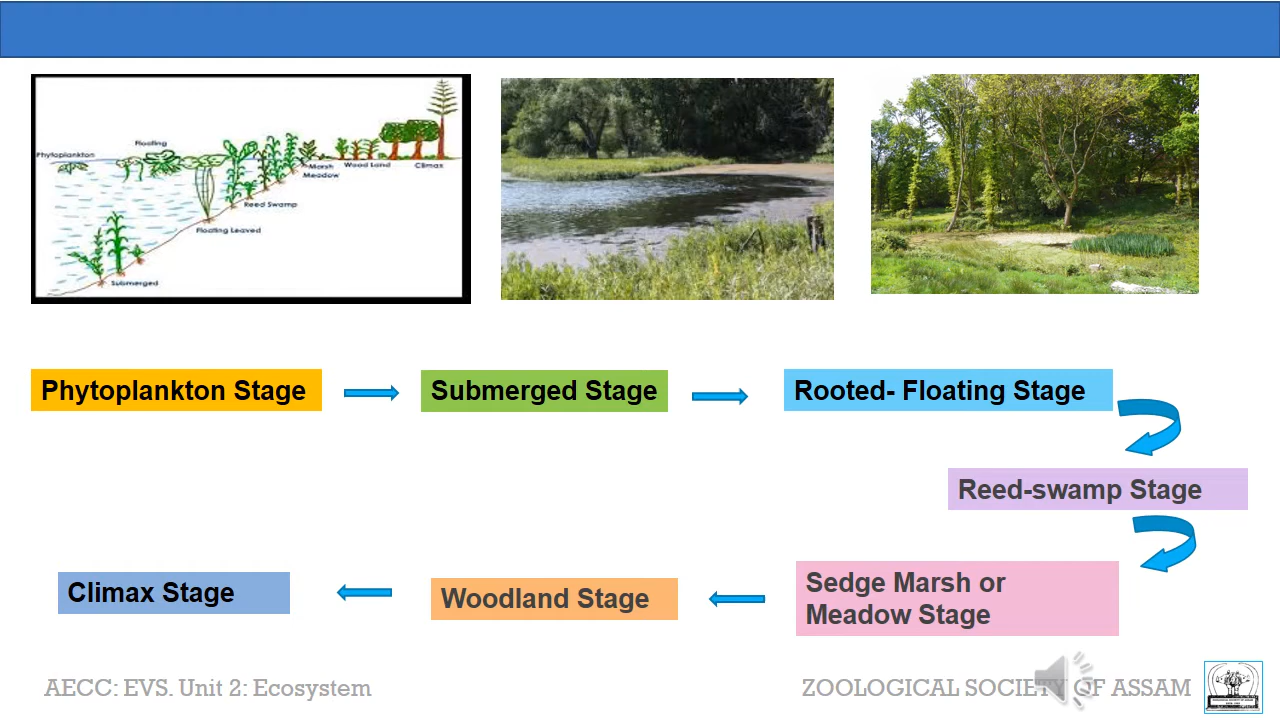 Phytoplankton
Floating
Marsh
Meadow
Wood Land
Climax
Reed Swamp
Floating Leaved
Submerged
Phytoplankton Stage
Submerged Stage
Rooted- Floating Stage
Reed-swamp Stage
Sedge Marsh or
Meadow Stage
Woodland Stage
Climax Stage
AECC: EVS. Unit 2: Ecosystem
ZOOLOGICAL SOCIETY OF ASSAM